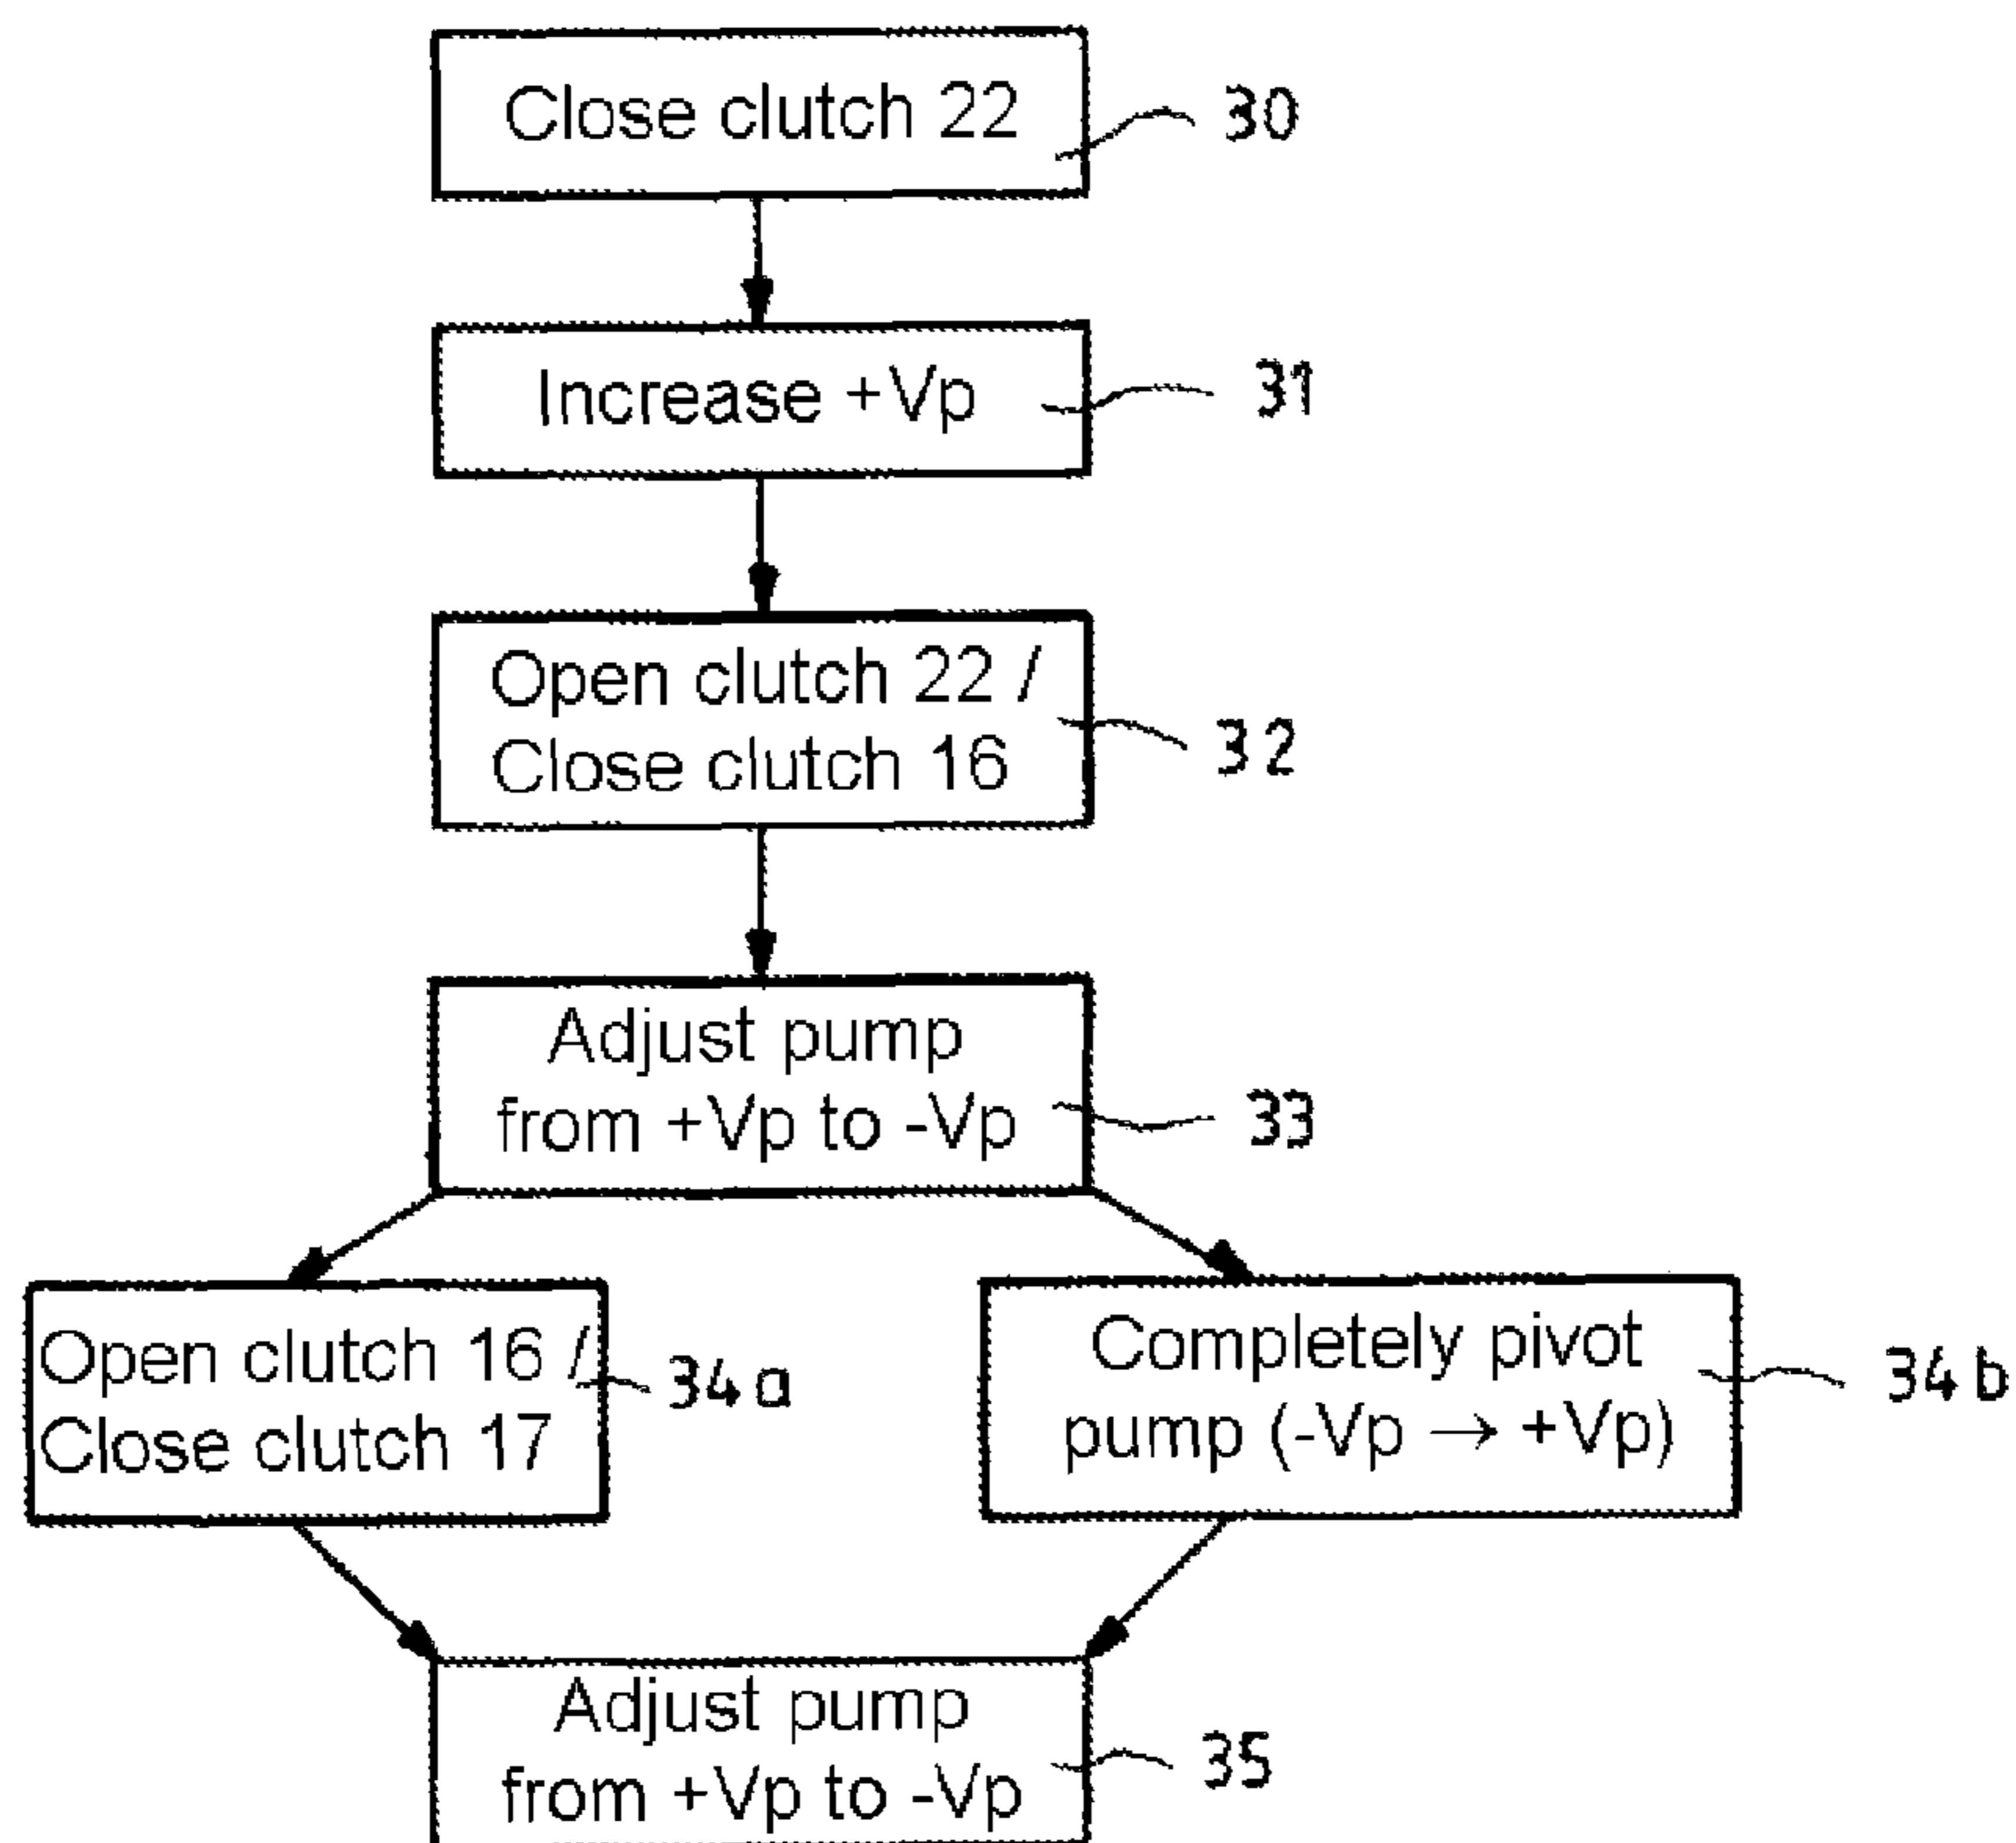 Close clutch 22
30
Increase +Vp
31
Open clutch 22 /
Close clutch 16
32
Adjust pump
from +Vp to -Vp
33
Open clutch 16 /
Close clutch 17
34a
Completely pivot
pump (-Vp → +Vp)
34b
Adjust pump
from +Vp to -Vp
35